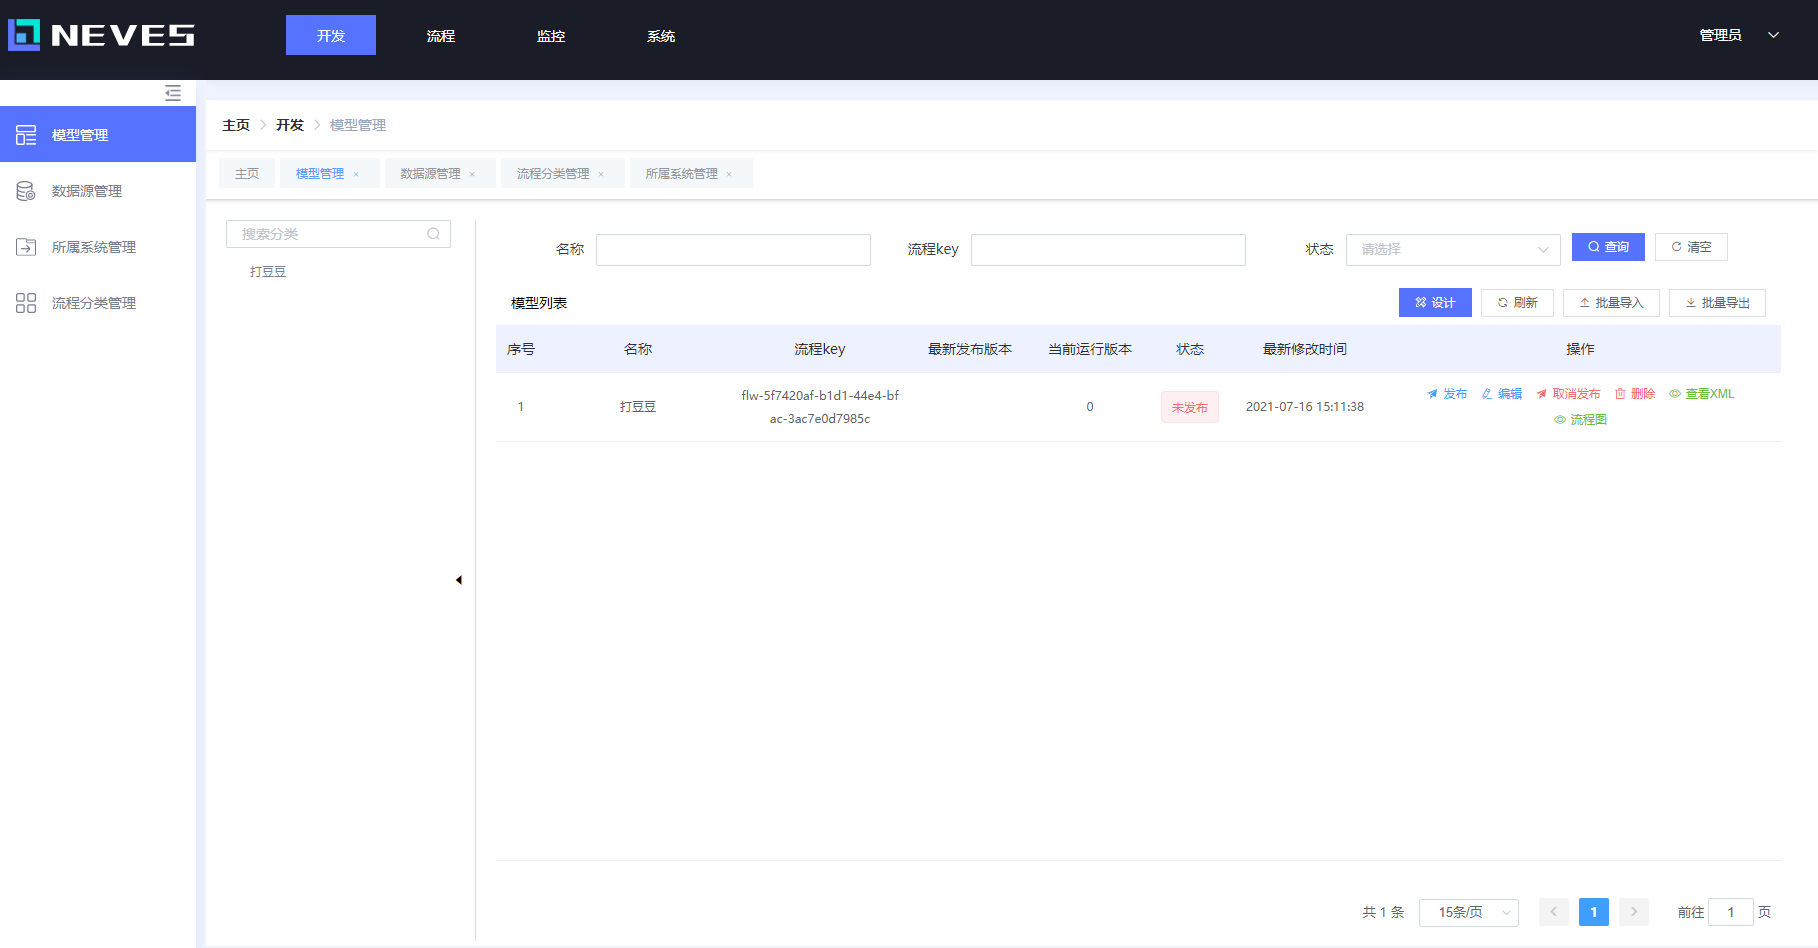 NEVES 开发 流程 监控 系统 管理员
模型管理
数据源管理
所属系统管理
流程分类管理
主页 开发 模型管理
主页 模型管理 × 数据源管理 × 流程分类管理 × 所属系统管理 ×
搜索分类
打豆豆
名称 流程key 状态 请选择 查询 清空
模型列表 设计 刷新 批量导入 批量导出
序号 名称 流程key 最新发布版本 当前运行版本 状态 最新修改时间 操作
1 打豆豆 flw-5f7420af-b1d1-44e4-bf
ac-3ac7e0d7985c 0 未发布 2021-07-16 15:11:38 发布 编辑 取消发布 删除 查看XML
流程图
共 1 条 15条/页 1 前往 1 页